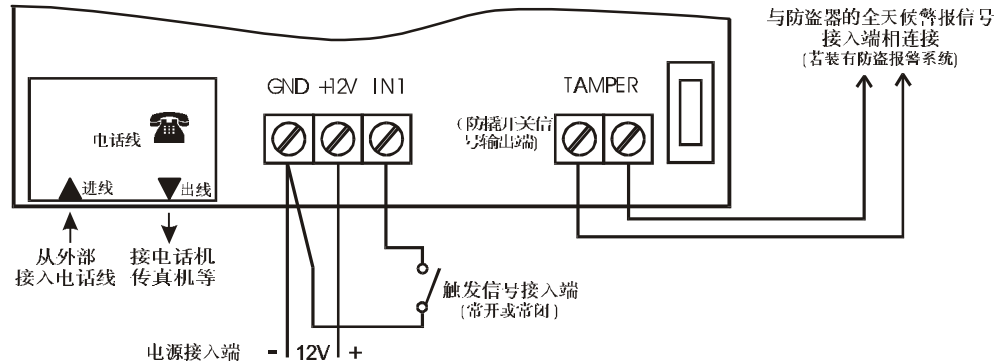 与防盗器的全天候警报信号
接入端相连接
(若装有防盗报警系统)
GND +12V IN1
TAMPER
(防撬开关信
号输出端)
电话线
进线
出线
从外部
接入电话线
接电话机
传真机等
触发信号接入端
(常开或常闭)
电源接入端 - 12V +